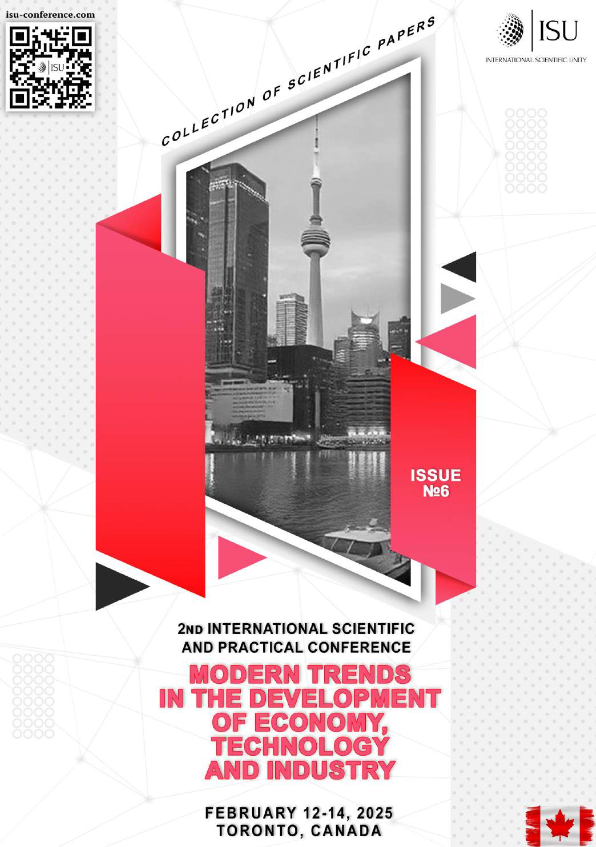 isu-conference.com
ISU
ISU
INTERNATIONAL SCIENTIFIC UNITY
COLLECTION OF SCIENTIFIC PAPERS
ISSUE
№6
2ND INTERNATIONAL SCIENTIFIC
AND PRACTICAL CONFERENCE
MODERN TRENDS
IN THE DEVELOPMENT
OF ECONOMY,
TECHNOLOGY
AND INDUSTRY
FEBRUARY 12-14, 2025
TORONTO, CANADA